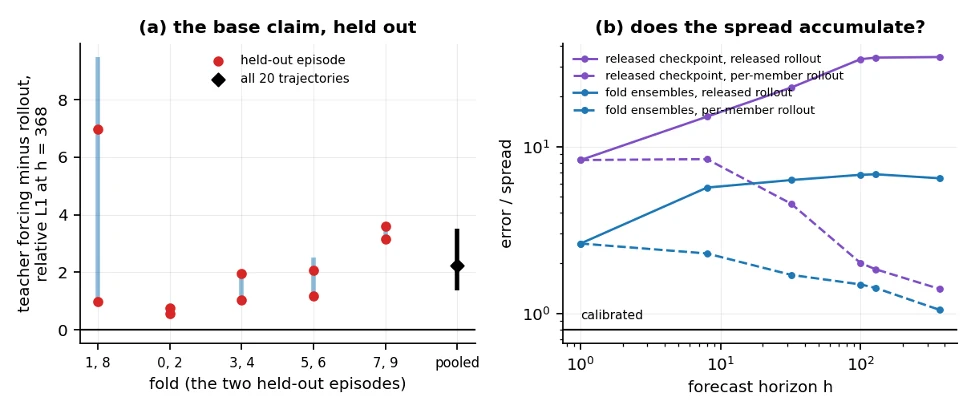 (a) the base claim, held out
teacher forcing minus rollout,
relative L1 at h = 368
8
6
4
2
0
held-out episode
all 20 trajectories
1, 8
0, 2
3, 4
5, 6
7, 9
pooled
fold (the two held-out episodes)
(b) does the spread accumulate?
error / spread
10¹
10⁰
released checkpoint, released rollout
released checkpoint, per-member rollout
fold ensembles, released rollout
fold ensembles, per-member rollout
calibrated
10⁰
10¹
10²
forecast horizon h